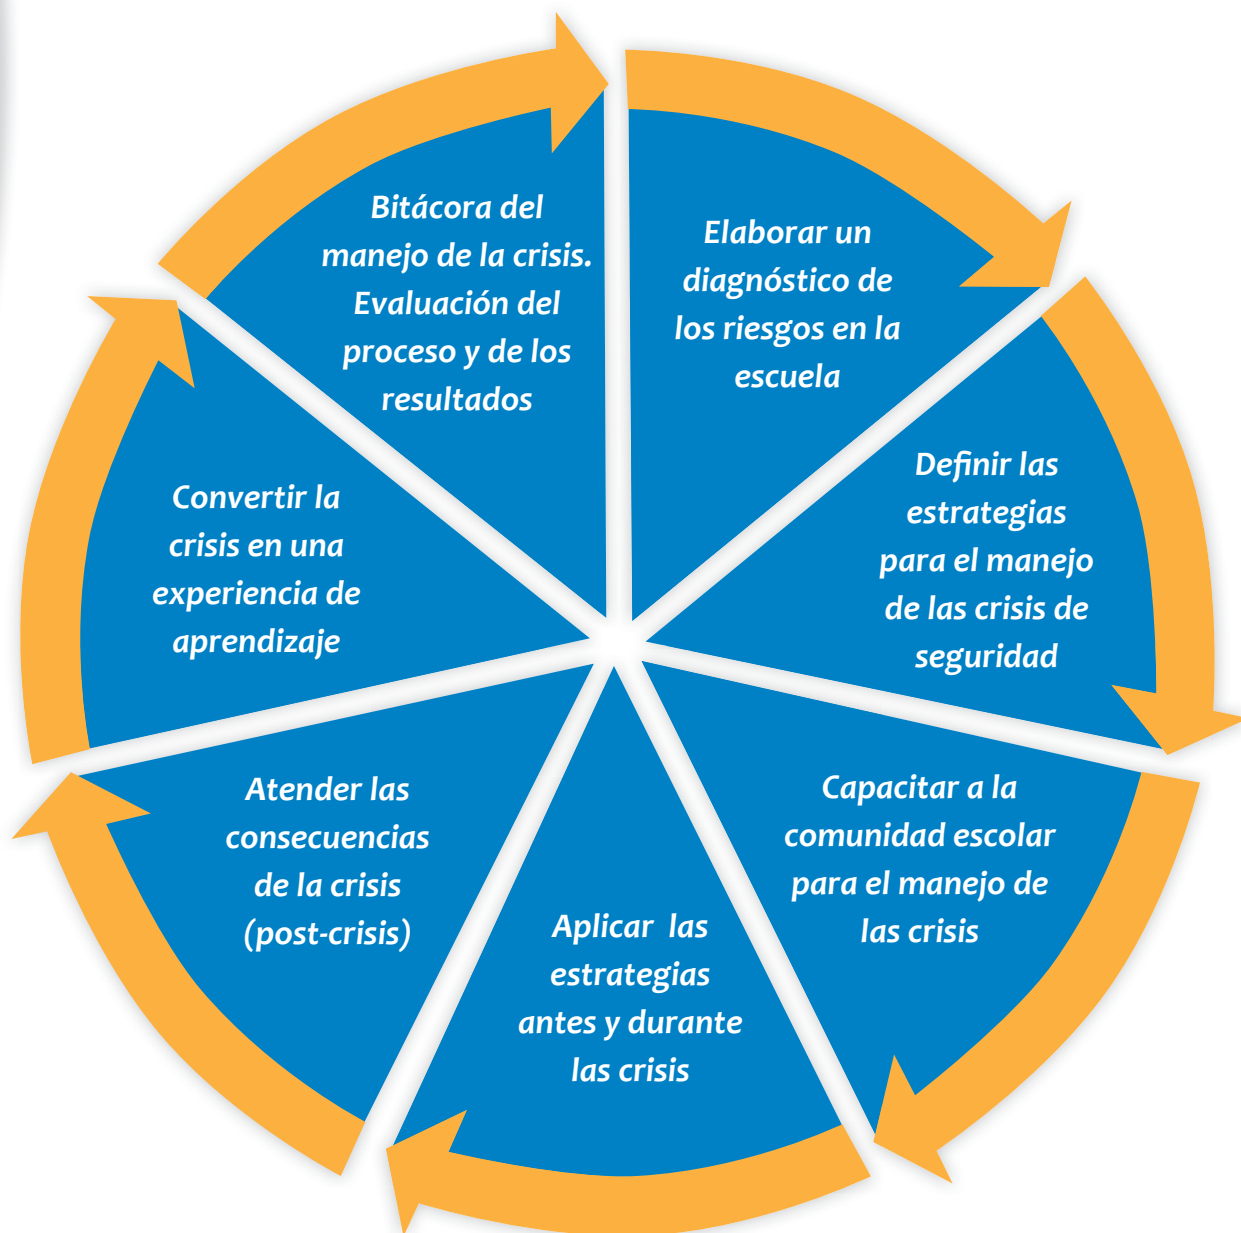 Elaborar un
diagnóstico de
los riesgos en la
escuela
Definir las
estrategias
para el manejo
de las crisis de
seguridad
Capacitar a la
comunidad escolar
para el manejo de
las crisis
Aplicar las
estrategias
antes y durante
las crisis
Atender las
consecuencias
de la crisis
(post-crisis)
Convertir la
crisis en una
experiencia de
aprendizaje
Bitácora del
manejo de la crisis.
Evaluación del
proceso y de los
resultados